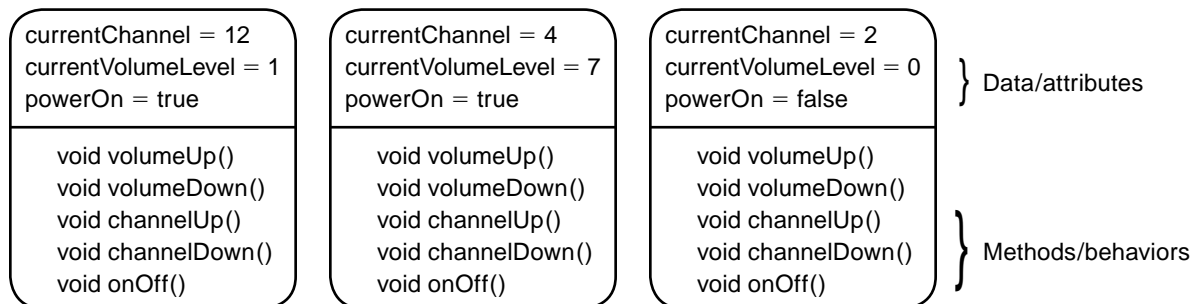 currentChannel = 12
currentVolumeLevel = 1
powerOn = true
void volumeUp()
void volumeDown()
void channelUp()
void channelDown()
void onOff()
currentChannel = 4
currentVolumeLevel = 7
powerOn = true
void volumeUp()
void volumeDown()
void channelUp()
void channelDown()
void onOff()
currentChannel = 2
currentVolumeLevel = 0
powerOn = false
void volumeUp()
void volumeDown()
void channelUp()
void channelDown()
void onOff()
} Data/attributes
} Methods/behaviors